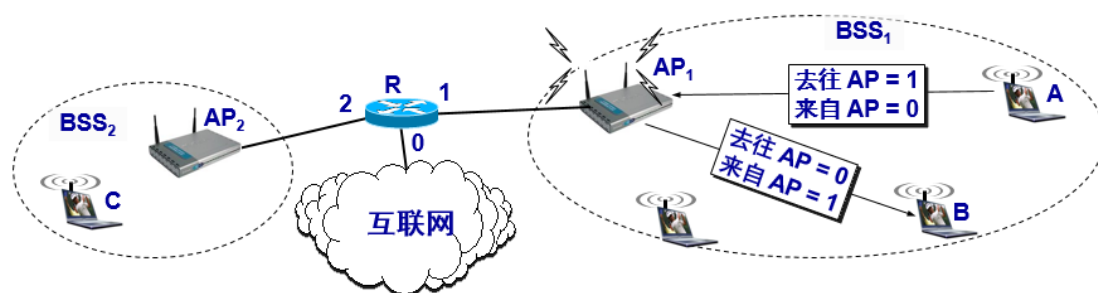 BSS₁
AP₁
去往 AP = 1
来自 AP = 0
A
R
1
2
0
BSS₂
AP₂
去往 AP = 0
来自 AP = 1
C
B
互联网